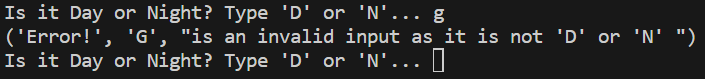 Is it Day or Night? Type 'D' or 'N'... g
('Error!', 'G', "is an invalid input as it is not 'D' or 'N' ")
Is it Day or Night? Type 'D' or 'N'...